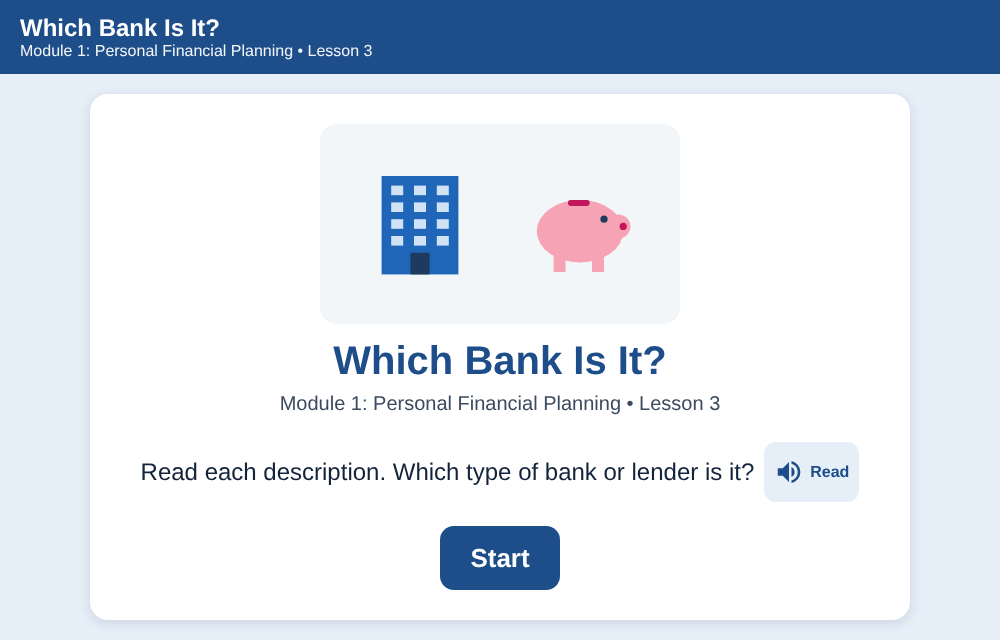 Which Bank Is It?
Module 1: Personal Financial Planning • Lesson 3
Which Bank Is It?
Module 1: Personal Financial Planning • Lesson 3
Read each description. Which type of bank or lender is it?
Read
Start